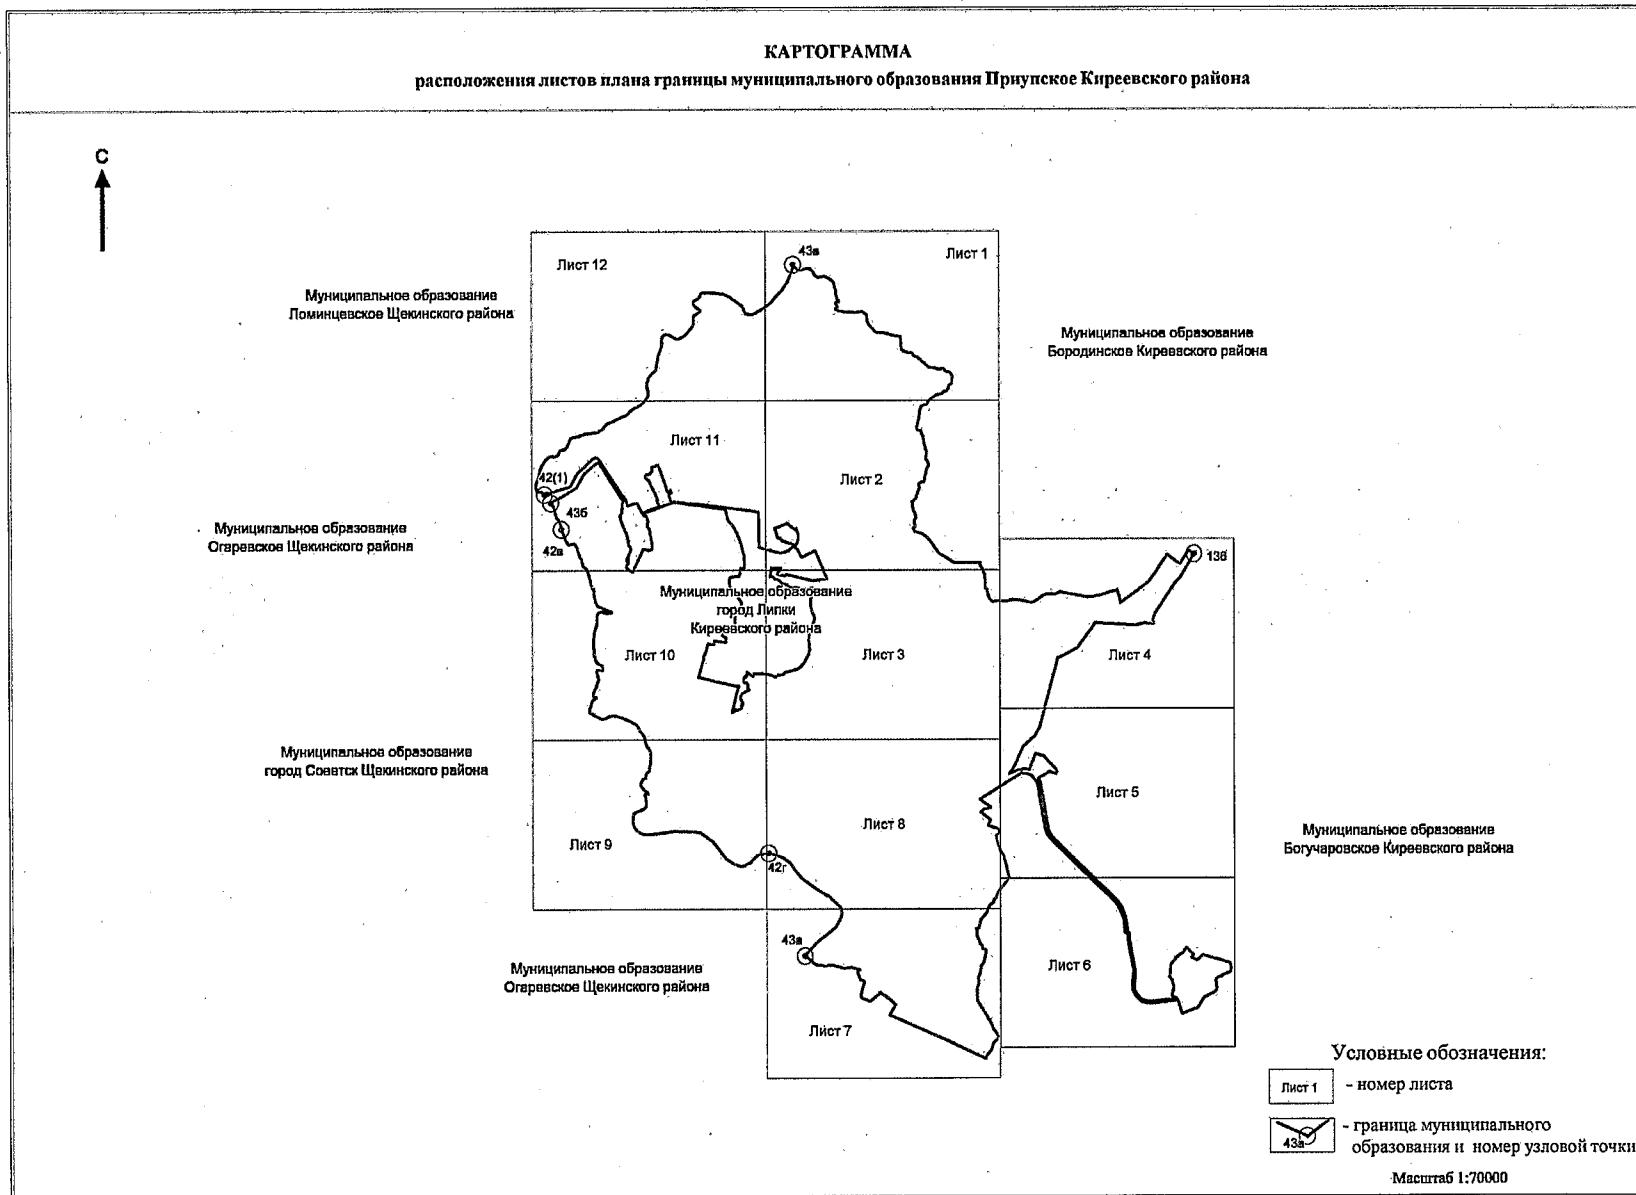 КАРТОГРАММА
расположения листов плана границы муниципального образования Приупское Киреевского района
С
Лист 12
43в
Лист 1
Муниципальное образование
Ломинцевское Щекинского района
Муниципальное образование
Бородинское Киреевского района
Лист 11
42(1)
43б
42в
Лист 2
Муниципальное образование
Огаревское Щекинского района
138
Муниципальное образование
город Липки
Киреевского района
Лист 10
Лист 3
Лист 4
Муниципальное образование
город Советск Щекинского района
Лист 5
Лист 8
Лист 9
42г
Муниципальное образование
Богучаровское Киреевского района
43а
Лист 6
Муниципальное образование
Огаревское Щекинского района
Лист 7
Условные обозначения:
Лист 1
- номер листа
43а
- граница муниципального
образования и номер узловой точки
Масштаб 1:70000